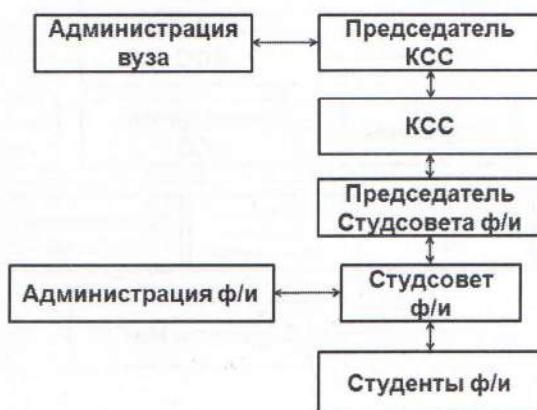 Администрация
вуза
Председатель
КСС
КСС
Председатель
Студсовета ф/и
Администрация ф/и
Студсовет
ф/и
Студенты ф/и